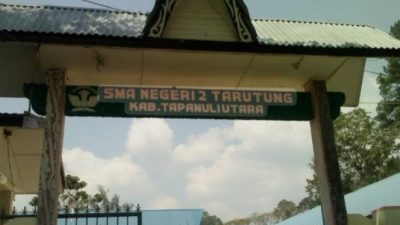 SMA NEGERI 2 TARUTUNG
KAB.TAPANULI UTARA